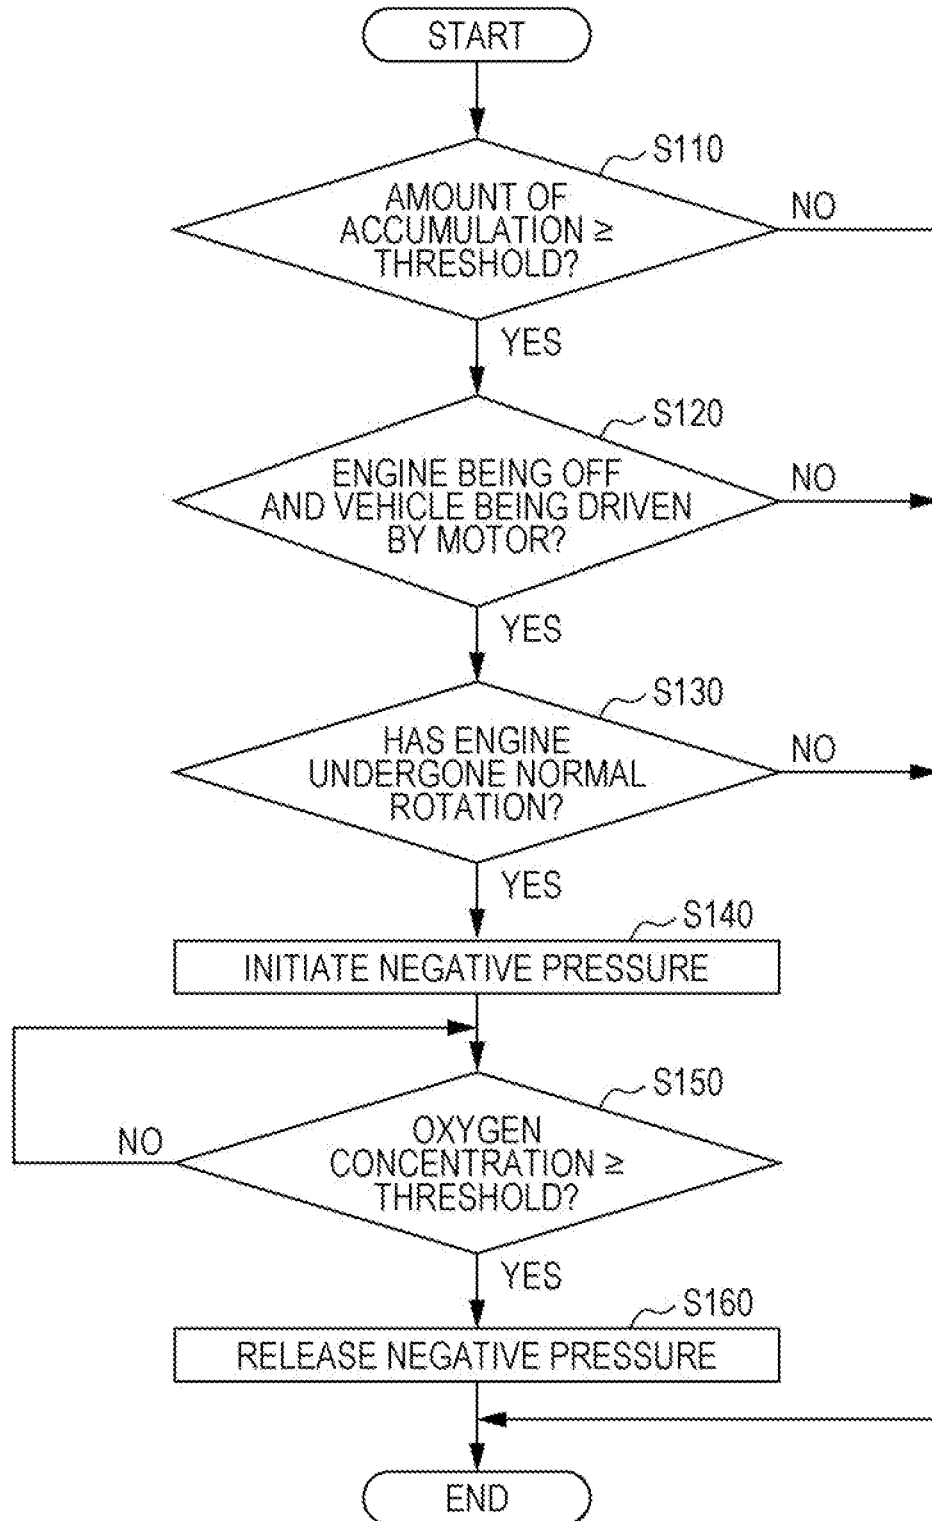 START
S110
AMOUNT OF
ACCUMULATION ≥
THRESHOLD?
NO
YES
S120
ENGINE BEING OFF
AND VEHICLE BEING DRIVEN
BY MOTOR?
NO
YES
S130
HAS ENGINE
UNDERGONE NORMAL
ROTATION?
NO
YES
S140
INITIATE NEGATIVE PRESSURE
S150
OXYGEN
CONCENTRATION ≥
THRESHOLD?
NO
YES
S160
RELEASE NEGATIVE PRESSURE
END